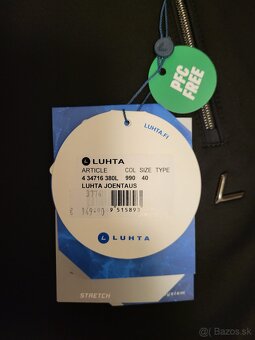 PFC
FREE
LUHTA.FI
LUHTA
ARTICLE COL SIZE TYPE
4 34716 380L 990 40
LUHTA JOENTAUS
LUHTA
STRETCH
bazos.sk